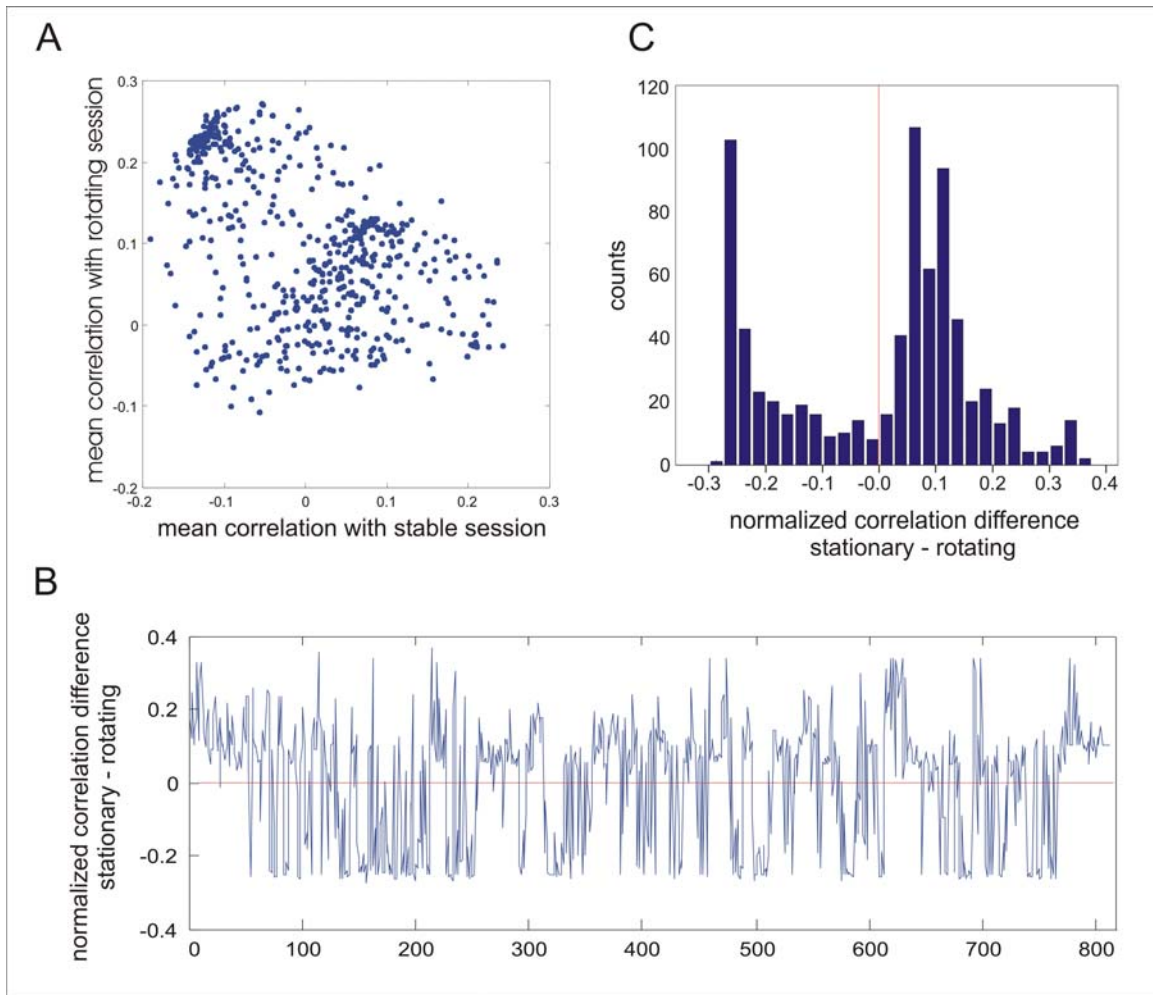 A
mean correlation with rotating session
0.3
0.2
0.1
0
-0.1
-0.2
-0.2 -0.1 0 0.1 0.2 0.3
mean correlation with stable session
C
counts
120
100
80
60
40
20
0
-0.3 -0.2 -0.1 -0.0 0.1 0.2 0.3 0.4
normalized correlation difference
stationary - rotating
B
normalized correlation difference
stationary - rotating
0.4
0.2
0
-0.2
-0.4
0 100 200 300 400 500 600 700 800